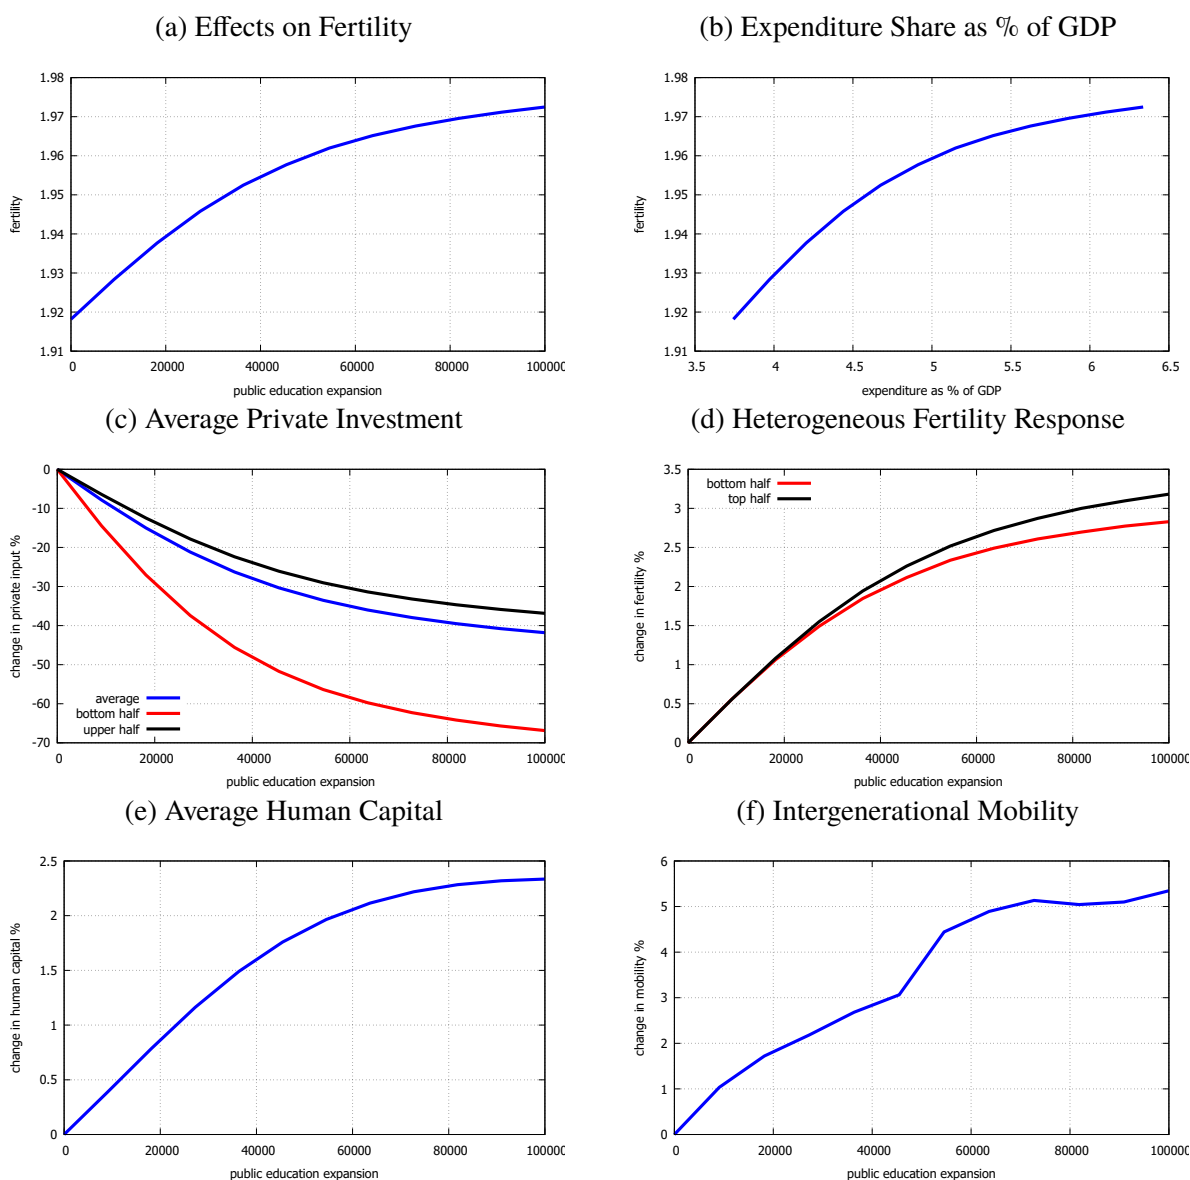 (a) Effects on Fertility
1.98
1.97
1.96
1.95
1.94
1.93
1.92
1.91
fertility
0 20000 40000 60000 80000 100000
public education expansion
(b) Expenditure Share as % of GDP
1.98
1.97
1.96
1.95
1.94
1.93
1.92
1.91
fertility
3.5 4 4.5 5 5.5 6 6.5
expenditure as % of GDP
(c) Average Private Investment
0
-10
-20
-30
-40
-50
-60
-70
change in private input %
average
bottom half
upper half
0 20000 40000 60000 80000 100000
public education expansion
(d) Heterogeneous Fertility Response
3.5
3
2.5
2
1.5
1
0.5
0
change in fertility %
bottom half
top half
0 20000 40000 60000 80000 100000
public education expansion
(e) Average Human Capital
2.5
2
1.5
1
0.5
0
change in human capital %
0 20000 40000 60000 80000 100000
public education expansion
(f) Intergenerational Mobility
6
5
4
3
2
1
0
change in mobility %
0 20000 40000 60000 80000 100000
public education expansion